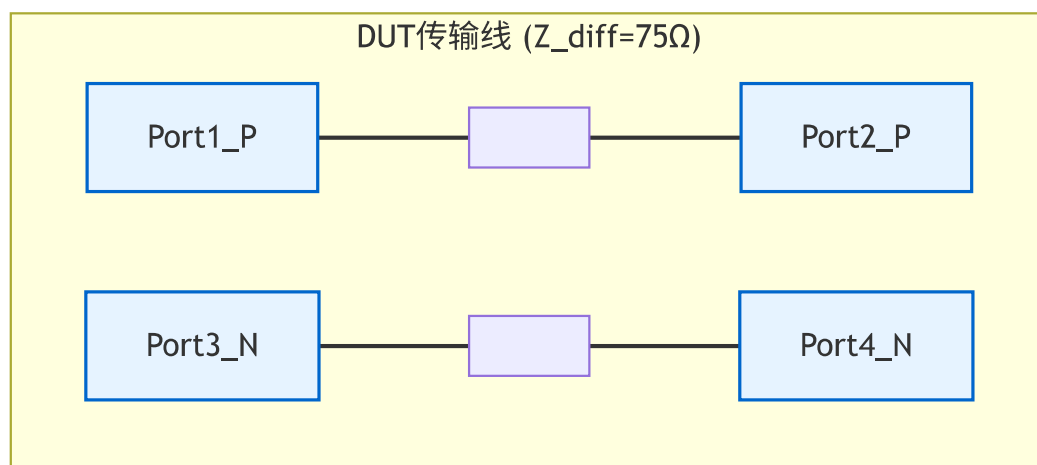 DUT传输线 (Z_diff=75Ω)
Port1_P
Port2_P
Port3_N
Port4_N